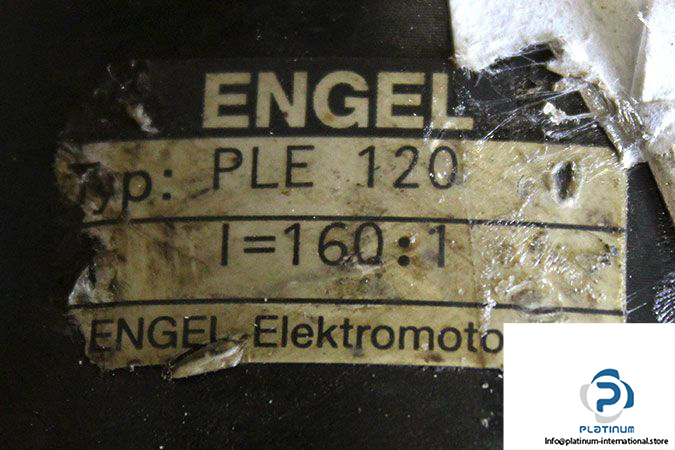 ENGEL
Typ: PLE 120
I=160:1
ENGEL Elektromoto
PLATINUM
Info@platinum-international.store